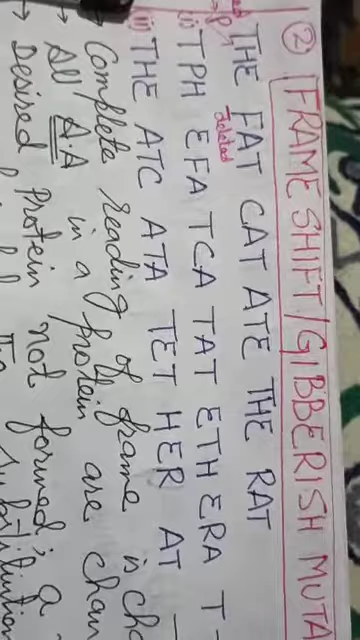 ② FRAME SHIFT/GIBBERISH MUTA
THE FAT CAT ATE THE RAT
deleted
(i) TPH EFA TCA TAT ETH ERA T
(ii) THE ATC ATA TET HER AT
→ Complete reading of frame is cha
→ All A.A in a protein are chan
→ Desired Protein not formed; a
substitution